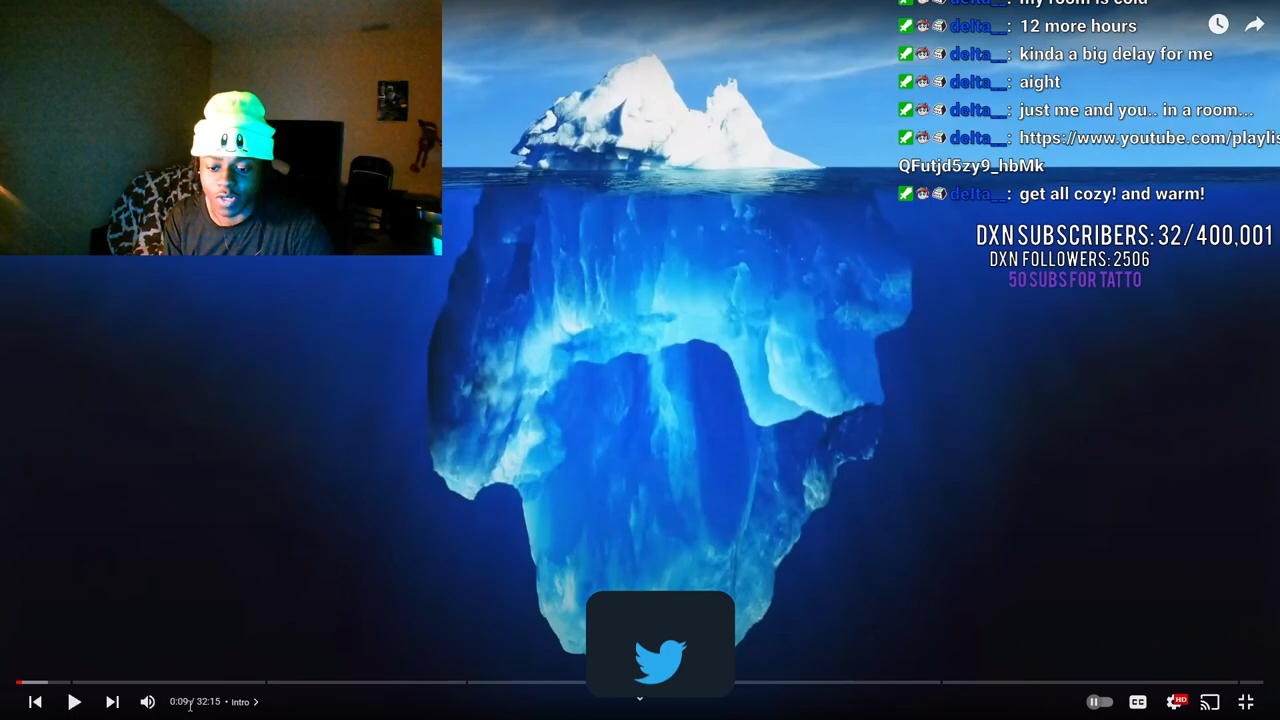 delta__: 12 more hours
delta__: kinda a big delay for me
delta__: aight
delta__: just me and you.. in a room...
delta__: https://www.youtube.com/playlis
QFutjd5zy9_hbMk
delta__: get all cozy! and warm!
DXN SUBSCRIBERS: 32/400,001
DXN FOLLOWERS: 2506
50 SUBS FOR TATTO
0:09 / 32:15 • Intro
CC
HD